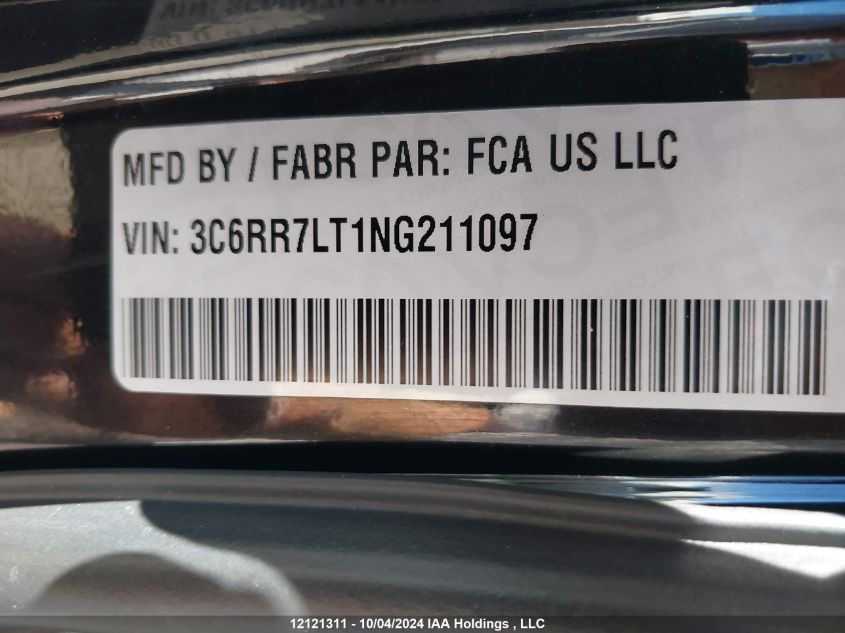 MFD BY / FABR PAR: FCA US LLC
VIN: 3C6RR7LT1NG211097
12121311 - 10/04/2024 IAA Holdings , LLC